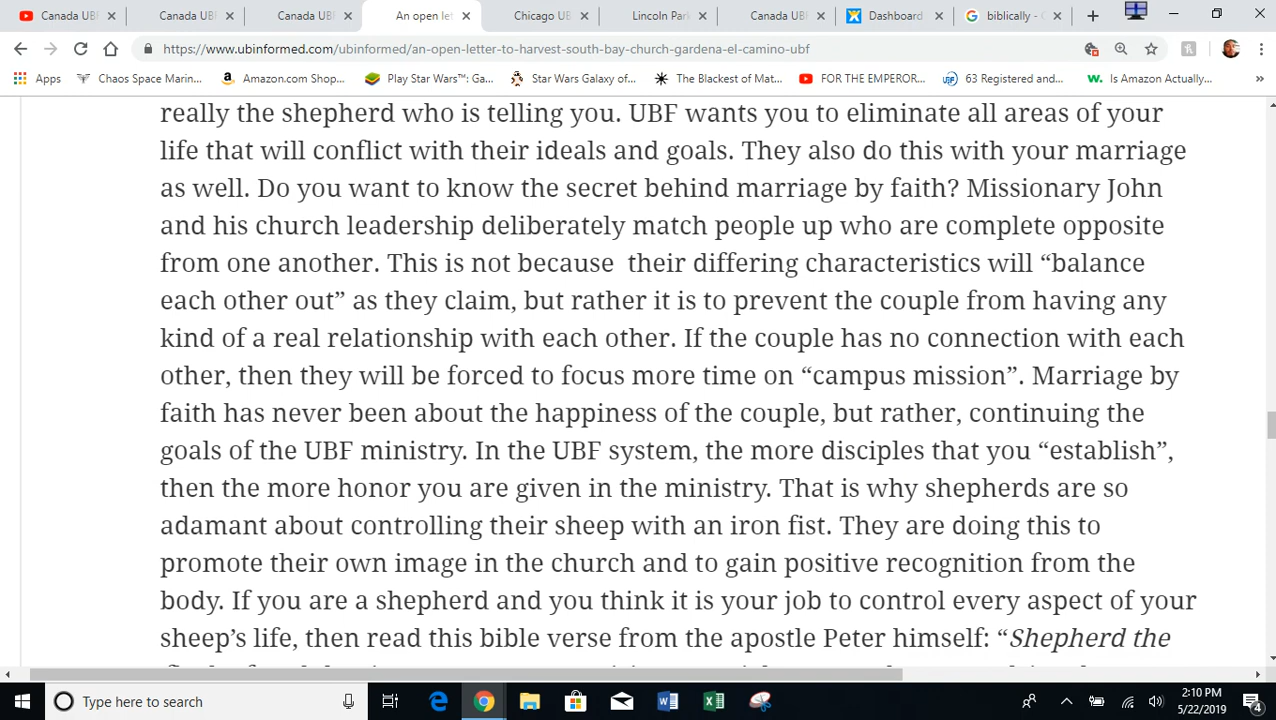 Canada UBF
Canada UBF
Canada UBF
An open let
Chicago UBF
Lincoln Park
Canada UBF
Dashboard
biblically - G
https://www.ubinformed.com/ubinformed/an-open-letter-to-harvest-south-bay-church-gardena-el-camino-ubf
Apps
Chaos Space Marin...
Amazon.com Shop...
Play Star Wars™: Ga...
Star Wars Galaxy of...
The Blackest of Mat...
FOR THE EMPEROR...
63 Registered and...
Is Amazon Actually...
»
really the shepherd who is telling you. UBF wants you to eliminate all areas of your
life that will conflict with their ideals and goals. They also do this with your marriage
as well. Do you want to know the secret behind marriage by faith? Missionary John
and his church leadership deliberately match people up who are complete opposite
from one another. This is not because  their differing characteristics will “balance
each other out” as they claim, but rather it is to prevent the couple from having any
kind of a real relationship with each other. If the couple has no connection with each
other, then they will be forced to focus more time on “campus mission”. Marriage by
faith has never been about the happiness of the couple, but rather, continuing the
goals of the UBF ministry. In the UBF system, the more disciples that you “establish”,
then the more honor you are given in the ministry. That is why shepherds are so
adamant about controlling their sheep with an iron fist. They are doing this to
promote their own image in the church and to gain positive recognition from the
body. If you are a shepherd and you think it is your job to control every aspect of your
sheep’s life, then read this bible verse from the apostle Peter himself: “Shepherd the
Type here to search
2:10 PM
5/22/2019
4